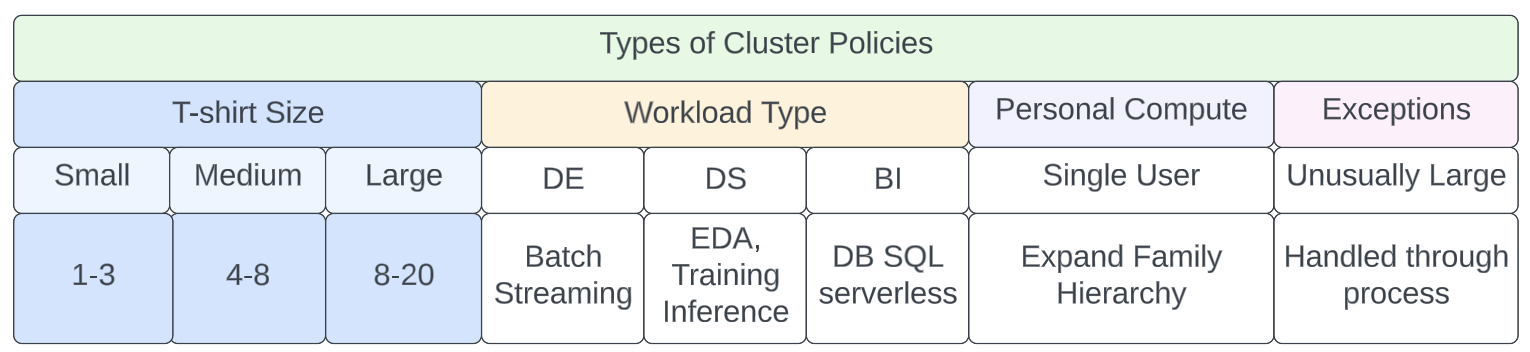 Types of Cluster Policies
T-shirt Size
Workload Type
Personal Compute
Exceptions
Small
Medium
Large
DE
DS
BI
Single User
Unusually Large
1-3
4-8
8-20
Batch
Streaming
EDA,
Training
Inference
DB SQL
serverless
Expand Family
Hierarchy
Handled through
process